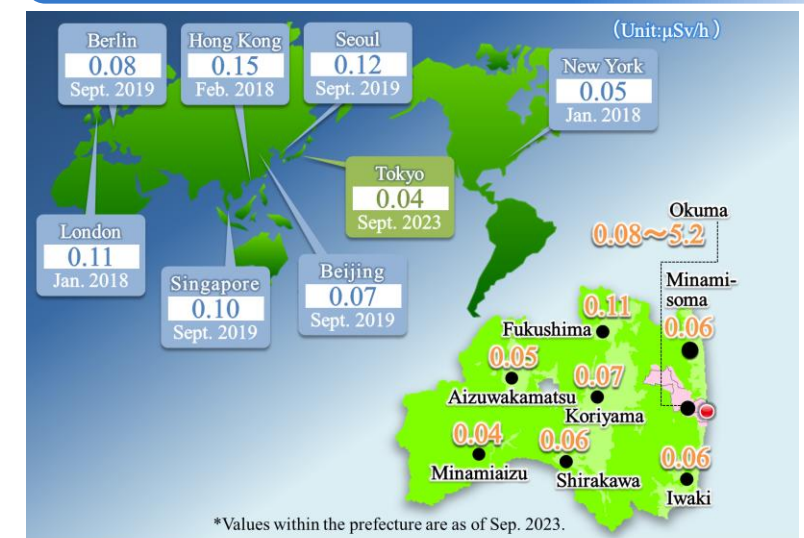 (Unit:μSv/h )
Berlin
0.08
Sept. 2019
Hong Kong
0.15
Feb. 2018
Seoul
0.12
Sept. 2019
New York
0.05
Jan. 2018
Tokyo
0.04
Sept. 2023
London
0.11
Jan. 2018
Singapore
0.10
Sept. 2019
Beijing
0.07
Sept. 2019
Okuma
0.08～5.2
Minami-
soma
0.06
0.11
Fukushima
0.05
Aizuwakamatsu
0.07
Koriyama
0.04
Minamiaizu
0.06
Shirakawa
0.06
Iwaki
*Values within the prefecture are as of Sep. 2023.